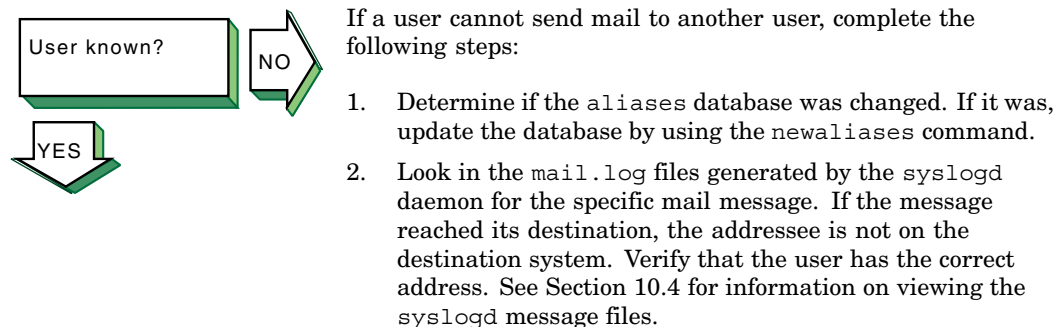 User known?
NO
YES
If a user cannot send mail to another user, complete the
following steps:
1. Determine if the aliases database was changed. If it was,
update the database by using the newaliases command.
2. Look in the mail.log files generated by the syslogd
daemon for the specific mail message. If the message
reached its destination, the addressee is not on the
destination system. Verify that the user has the correct
address. See Section 10.4 for information on viewing the
syslogd message files.